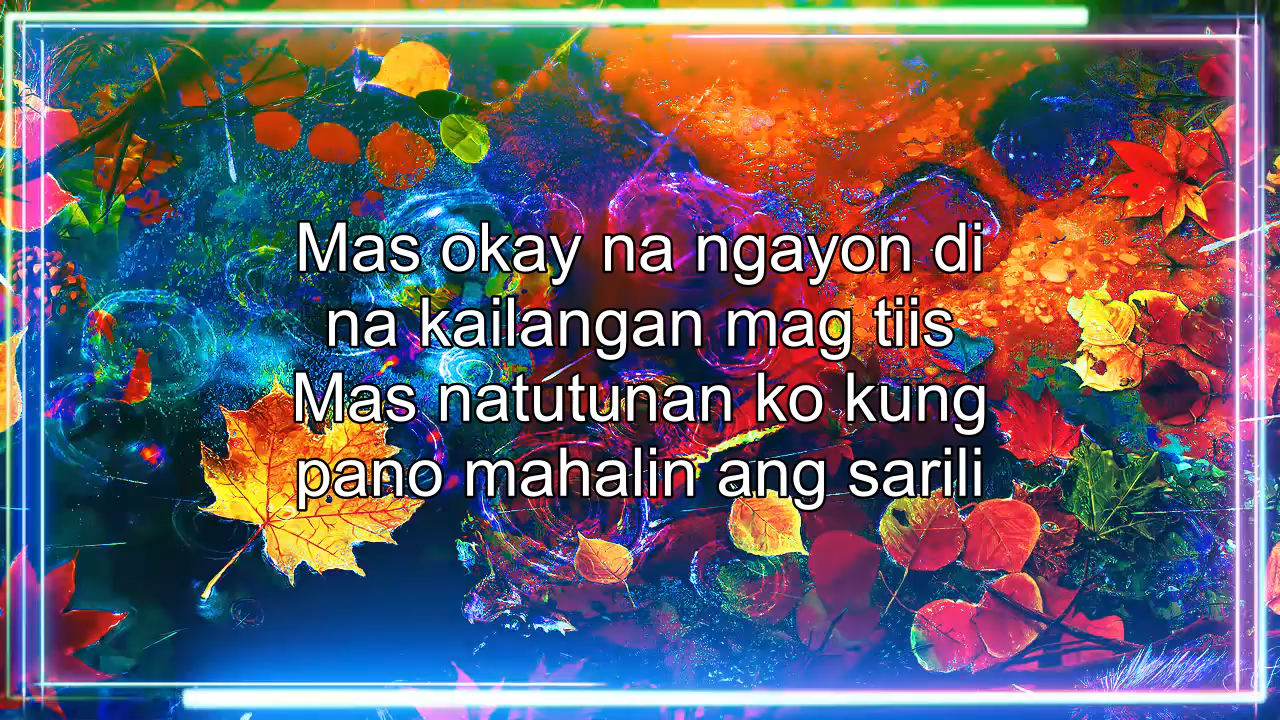 Mas okay na ngayon di
na kailangan mag tiis
Mas natutunan ko kung
pano mahalin ang sarili